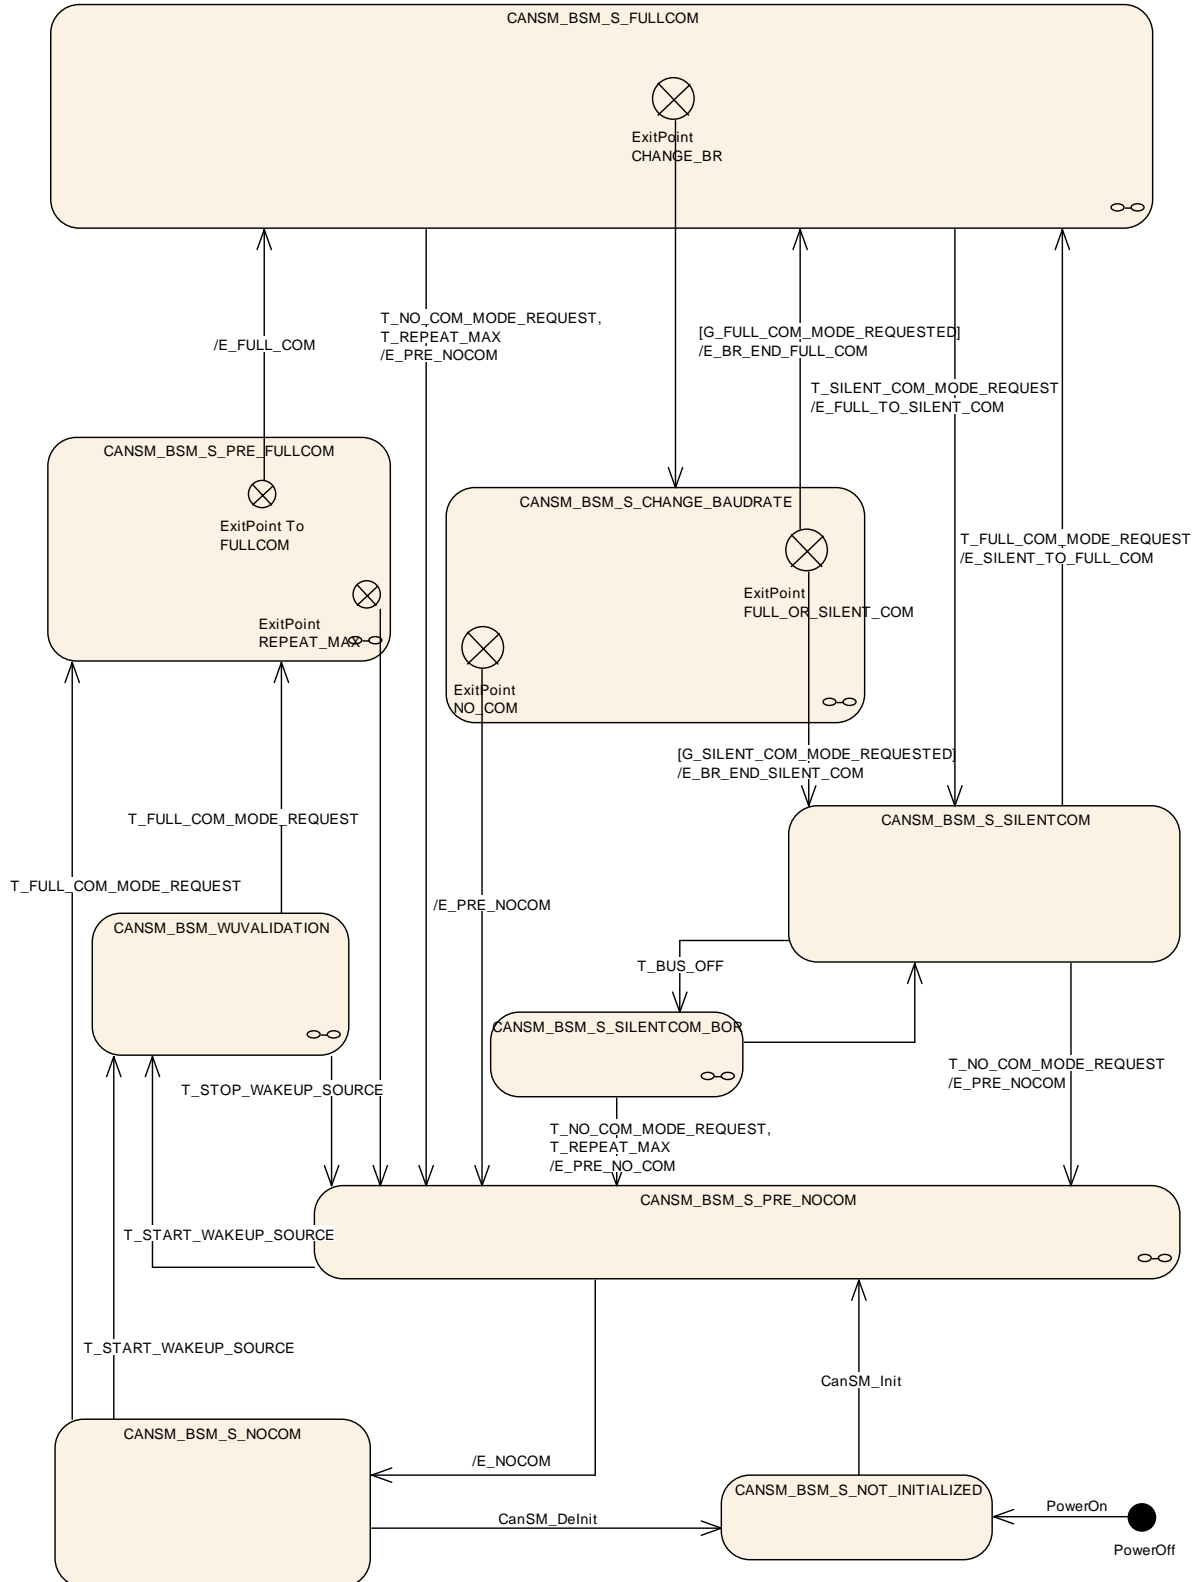 CANSM_BSM_S_FULLCOM
ExitPoint
CHANGE_BR
/E_FULL_COM
T_NO_COM_MODE_REQUEST,
T_REPEAT_MAX
/E_PRE_NOCOM
[G_FULL_COM_MODE_REQUESTED]
/E_BR_END_FULL_COM
T_SILENT_COM_MODE_REQUEST
/E_FULL_TO_SILENT_COM
T_FULL_COM_MODE_REQUEST
/E_SILENT_TO_FULL_COM
CANSM_BSM_S_PRE_FULLCOM
ExitPoint To
FULLCOM
ExitPoint
REPEAT_MAX
CANSM_BSM_S_CHANGE_BAUDRATE
ExitPoint
FULL_OR_SILENT_COM
ExitPoint
NO_COM
[G_SILENT_COM_MODE_REQUESTED]
/E_BR_END_SILENT_COM
T_FULL_COM_MODE_REQUEST
T_FULL_COM_MODE_REQUEST
CANSM_BSM_S_SILENTCOM
/E_PRE_NOCOM
CANSM_BSM_WUVALIDATION
T_BUS_OFF
CANSM_BSM_S_SILENTCOM_BOR
T_NO_COM_MODE_REQUEST
/E_PRE_NOCOM
T_STOP_WAKEUP_SOURCE
T_NO_COM_MODE_REQUEST,
T_REPEAT_MAX
/E_PRE_NO_COM
CANSM_BSM_S_PRE_NOCOM
T_START_WAKEUP_SOURCE
T_START_WAKEUP_SOURCE
CanSM_Init
CANSM_BSM_S_NOCOM
/E_NOCOM
CanSM_DeInit
CANSM_BSM_S_NOT_INITIALIZED
PowerOn
PowerOff